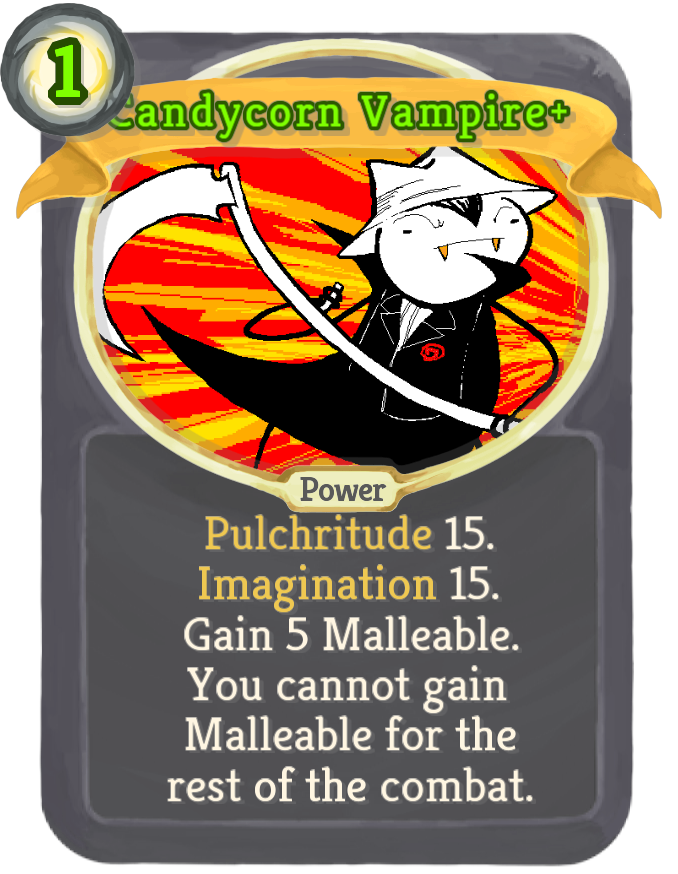 1
Candycorn Vampire+
Power
Pulchritude 15.
Imagination 15.
Gain 5 Malleable.
You cannot gain
Malleable for the
rest of the combat.